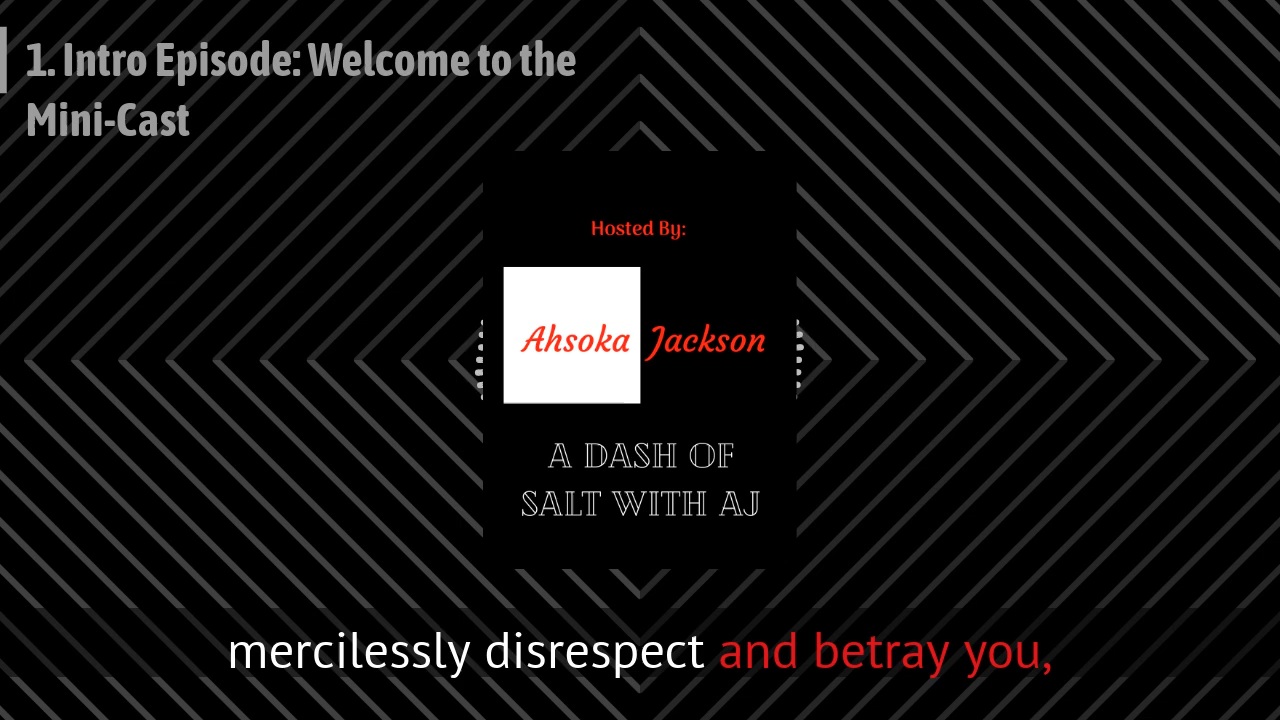 1. Intro Episode: Welcome to the
Mini-Cast
Hosted By:
Ahsoka Jackson
A DASH OF
SALT WITH AJ
mercilessly disrespect and betray you,